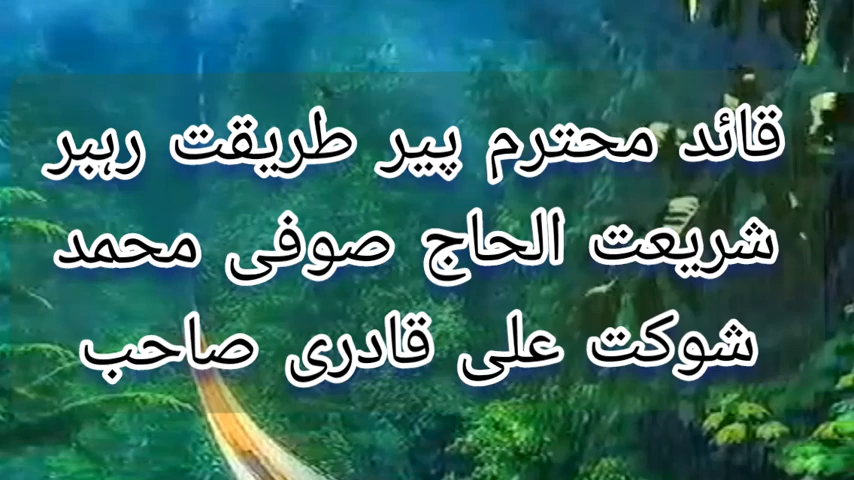 قائد محترم پیر طریقت رہبر
شریعت الحاج صوفی محمد
شوکت علی قادری صاحب